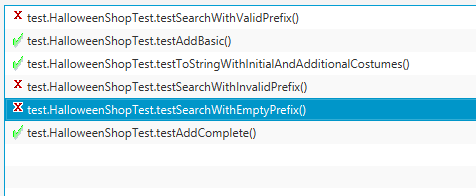 test.HalloweenShopTest.testSearchWithValidPrefix()
test.HalloweenShopTest.testAddBasic()
test.HalloweenShopTest.testToStringWithInitialAndAdditionalCostumes()
test.HalloweenShopTest.testSearchWithInvalidPrefix()
test.HalloweenShopTest.testSearchWithEmptyPrefix()
test.HalloweenShopTest.testAddComplete()